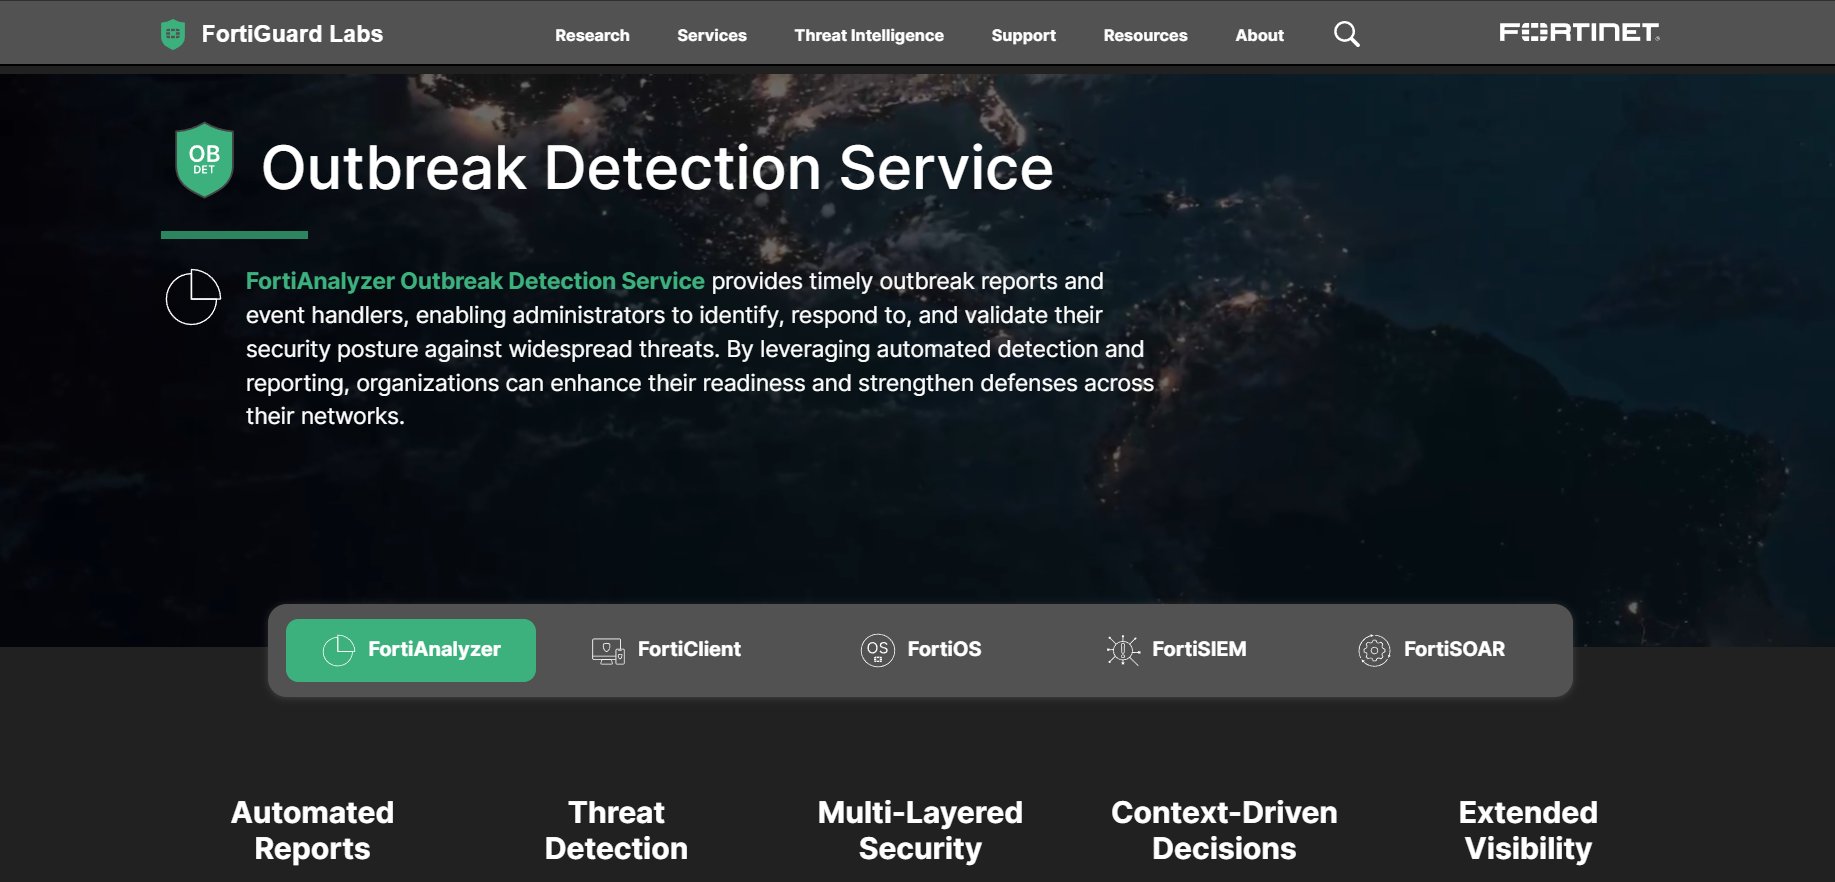 FortiGuard Labs
Research Services Threat Intelligence Support Resources About
FORTINET
OB
DET
Outbreak Detection Service
FortiAnalyzer Outbreak Detection Service provides timely outbreak reports and
event handlers, enabling administrators to identify, respond to, and validate their
security posture against widespread threats. By leveraging automated detection and
reporting, organizations can enhance their readiness and strengthen defenses across
their networks.
FortiAnalyzer
FortiClient
OS
FortiOS
FortiSIEM
FortiSOAR
Automated
Reports
Threat
Detection
Multi-Layered
Security
Context-Driven
Decisions
Extended
Visibility